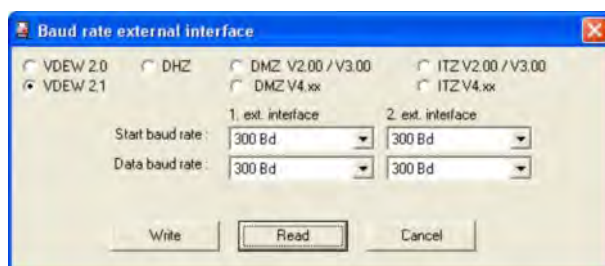 Baud rate external interface
VDEW 2.0 DHZ DMZ V2.00 / V3.00 ITZ V2.00 / V3.00
VDEW 2.1 DMZ V4.xx ITZ V4.xx
1. ext. interface 2. ext. interface
Start baud rate : 300 Bd 300 Bd
Data baud rate : 300 Bd 300 Bd
Write Read Cancel